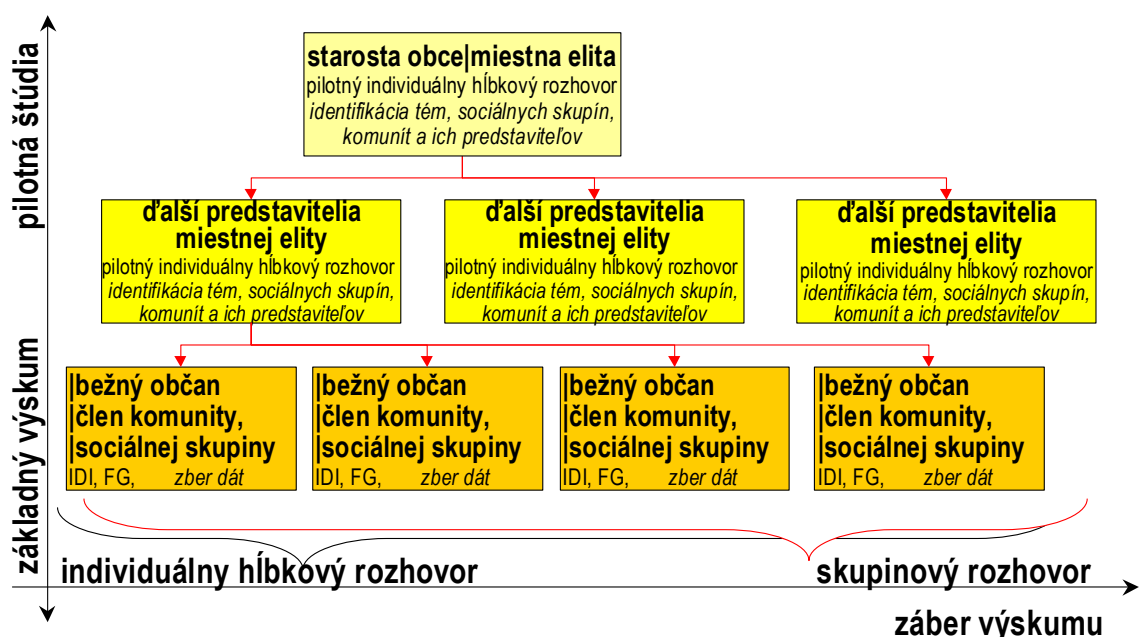 pilotná štúdia
starosta obce|miestna elita
pilotný individuálny hĺbkový rozhovor
identifikácia tém, sociálnych skupín,
komunít a ich predstaviteľov
ďalší predstavitelia
miestnej elity
pilotný individuálny hĺbkový rozhovor
identifikácia tém, sociálnych skupín,
komunít a ich predstaviteľov
ďalší predstavitelia
miestnej elity
pilotný individuálny hĺbkový rozhovor
identifikácia tém, sociálnych skupín,
komunít a ich predstaviteľov
ďalší predstavitelia
miestnej elity
pilotný individuálny hĺbkový rozhovor
identifikácia tém, sociálnych skupín,
komunít a ich predstaviteľov
základný výskum
|bežný občan
|člen komunity,
|sociálnej skupiny
IDI, FG, zber dát
|bežný občan
|člen komunity,
|sociálnej skupiny
IDI, FG, zber dát
|bežný občan
|člen komunity,
|sociálnej skupiny
IDI, FG, zber dát
|bežný občan
|člen komunity,
|sociálnej skupiny
IDI, FG, zber dát
individuálny hĺbkový rozhovor
skupinový rozhovor
záber výskumu